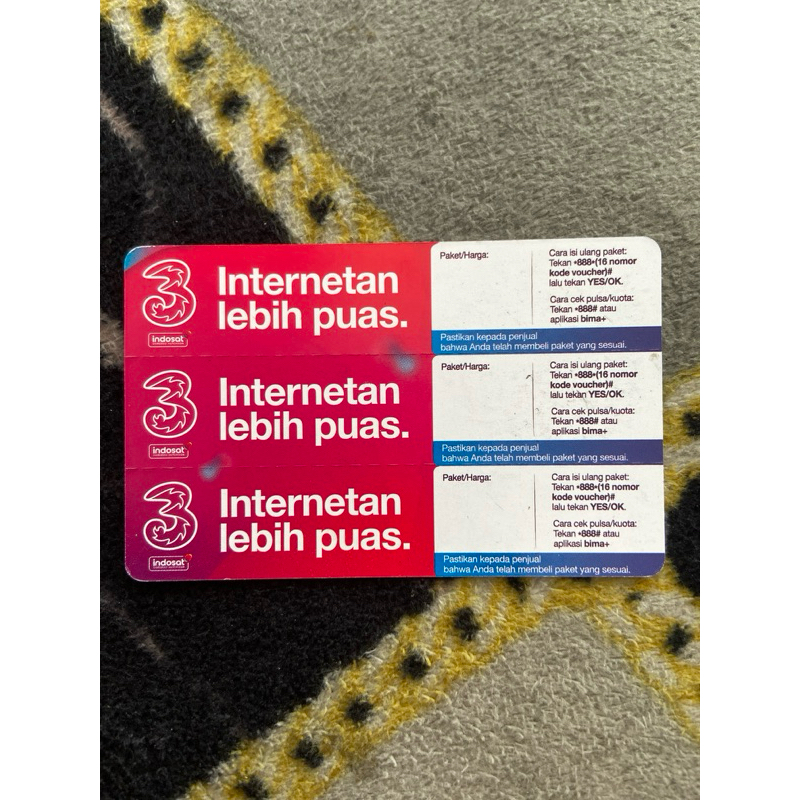 3
indosat
Internetan
lebih puas.
Paket/Harga:
Cara isi ulang paket:
Tekan *888*(16 nomor
kode voucher)#
lalu tekan YES/OK.
Cara cek pulsa/kuota:
Tekan *888# atau
aplikasi bima+
Pastikan kepada penjual
bahwa Anda telah membeli paket yang sesuai.
3
indosat
Internetan
lebih puas.
Paket/Harga:
Cara isi ulang paket:
Tekan *888*(16 nomor
kode voucher)#
lalu tekan YES/OK.
Cara cek pulsa/kuota:
Tekan *888# atau
aplikasi bima+
Pastikan kepada penjual
bahwa Anda telah membeli paket yang sesuai.
3
indosat
Internetan
lebih puas.
Paket/Harga:
Cara isi ulang paket:
Tekan *888*(16 nomor
kode voucher)#
lalu tekan YES/OK.
Cara cek pulsa/kuota:
Tekan *888# atau
aplikasi bima+
Pastikan kepada penjual
bahwa Anda telah membeli paket yang sesuai.